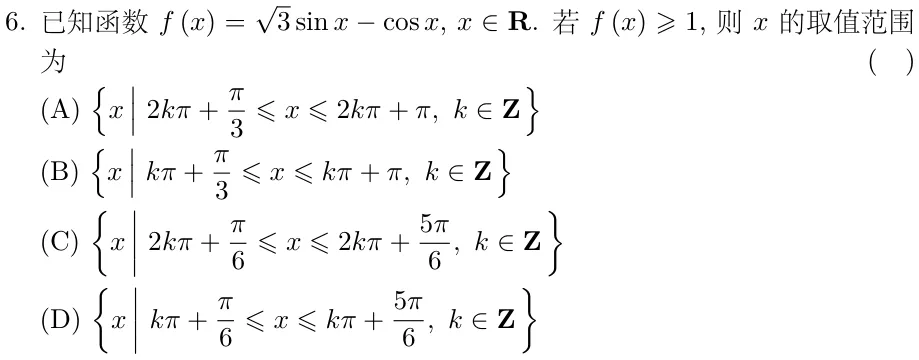 6. 已知函数 f (x) = √3 sin x − cos x, x ∈ R. 若 f (x) ⩾ 1, 则 x 的取值范围
为 ( )
(A) {x | 2kπ + π/3 ⩽ x ⩽ 2kπ + π, k ∈ Z}
(B) {x | kπ + π/3 ⩽ x ⩽ kπ + π, k ∈ Z}
(C) {x | 2kπ + π/6 ⩽ x ⩽ 2kπ + 5π/6, k ∈ Z}
(D) {x | kπ + π/6 ⩽ x ⩽ kπ + 5π/6, k ∈ Z}